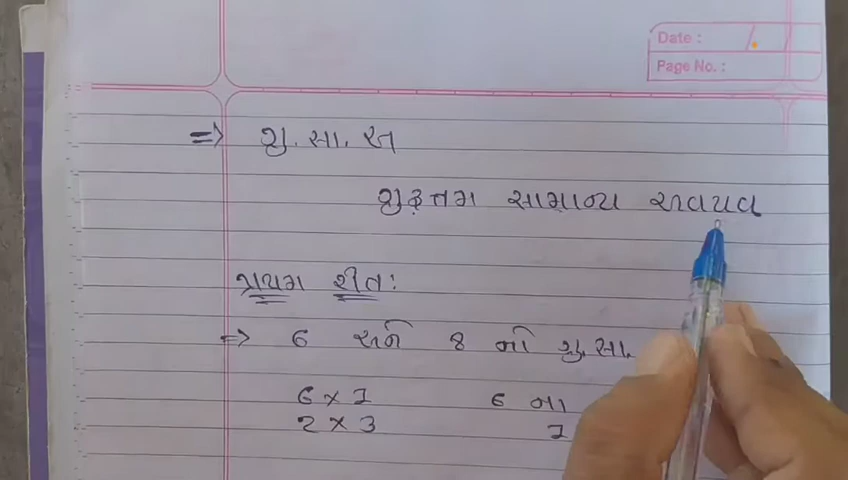 Date :
Page No. :
=> ગુ. સા. અ
ગુરુત્તમ સામાન્ય અવયવ
પ્રથમ રીત:
=> 6 અને 8 નો ગુ. સા.
6 x 1 6 ના
2 x 3 1